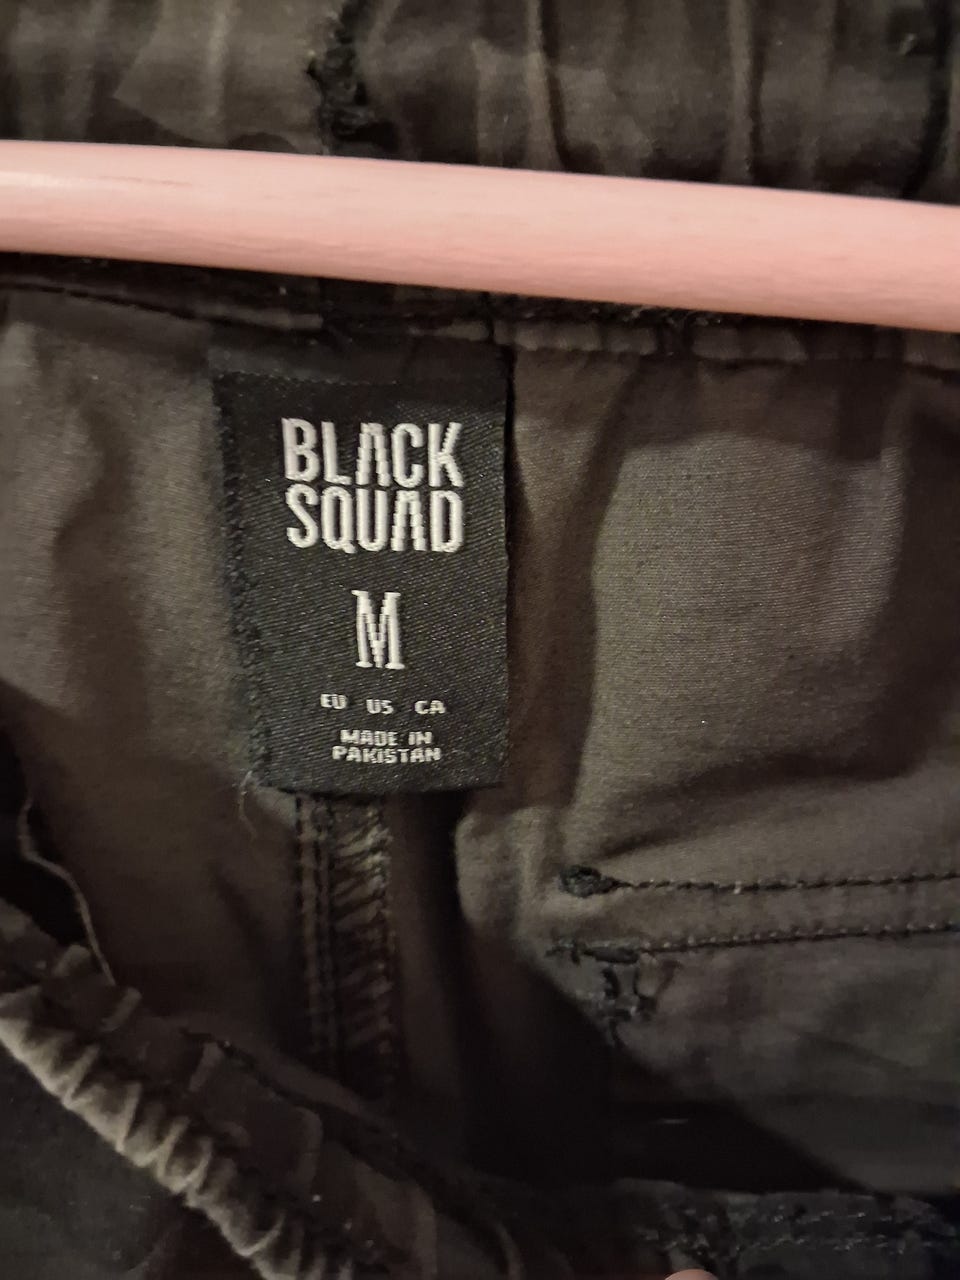 BLACK
SQUAD
M
EU US CA
MADE IN
PAKISTAN